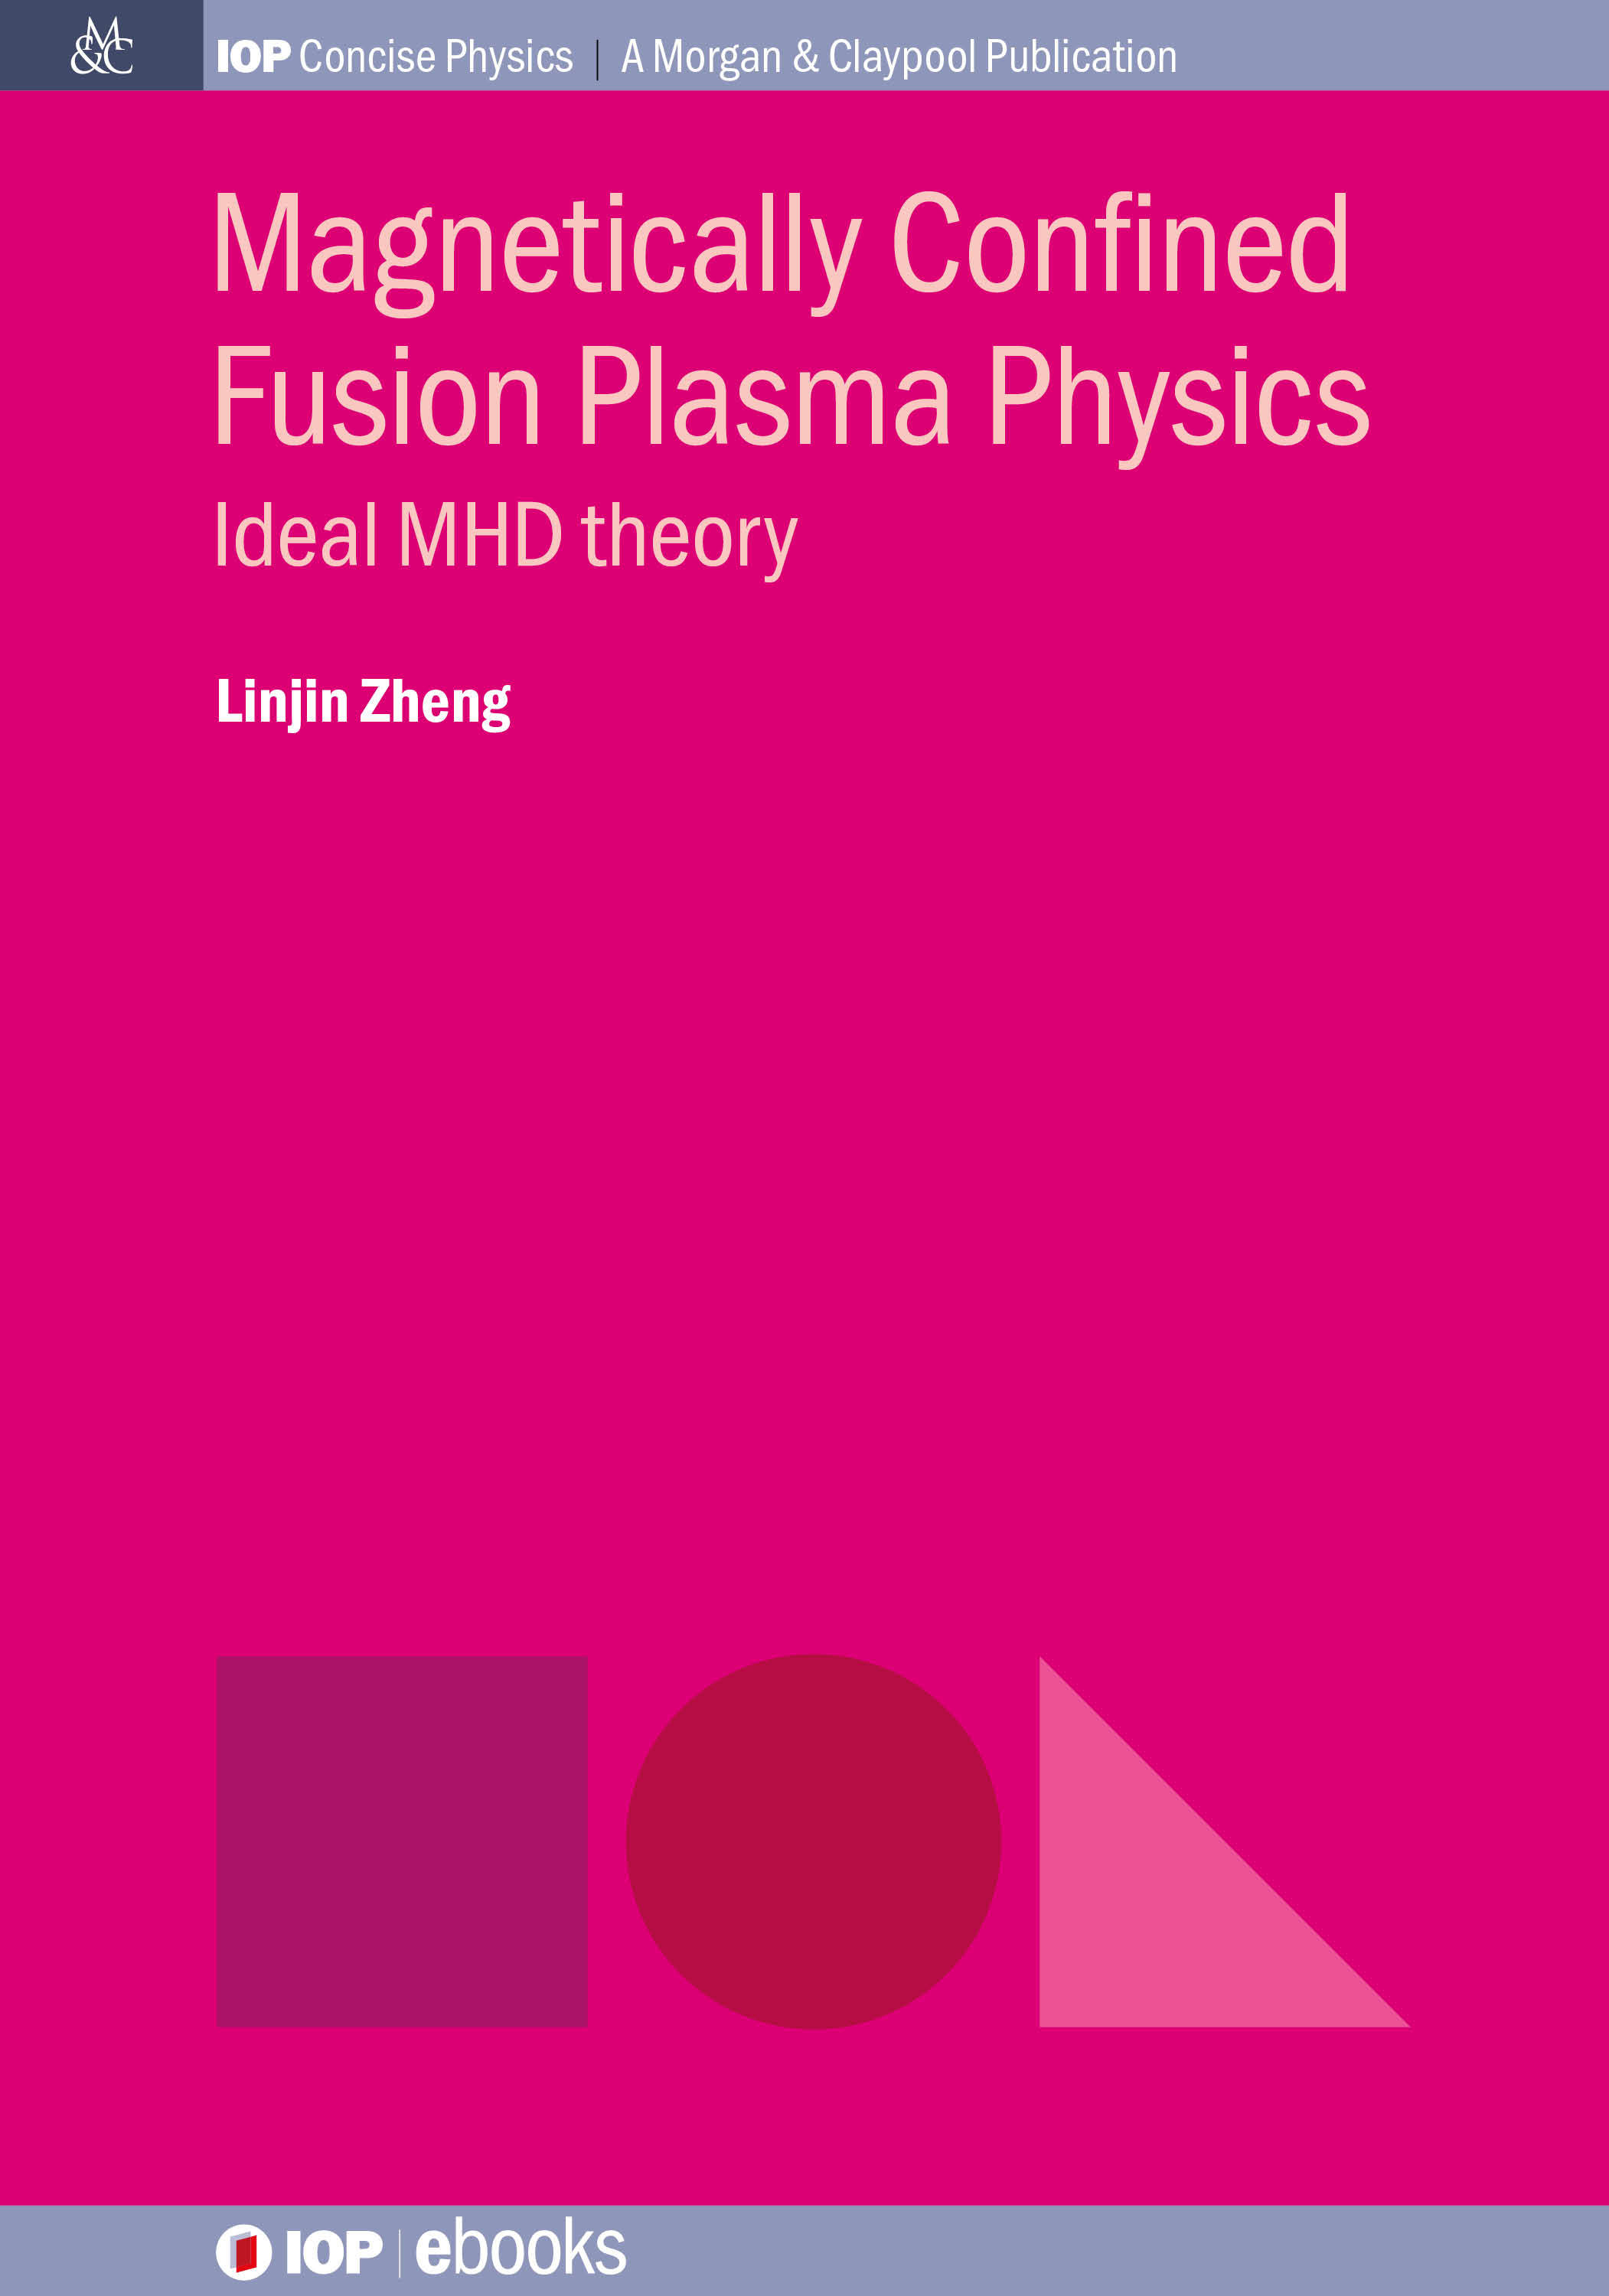 M&C
IOP Concise Physics | A Morgan & Claypool Publication
Magnetically Confined
Fusion Plasma Physics
Ideal MHD theory
Linjin Zheng
IOP | ebooks